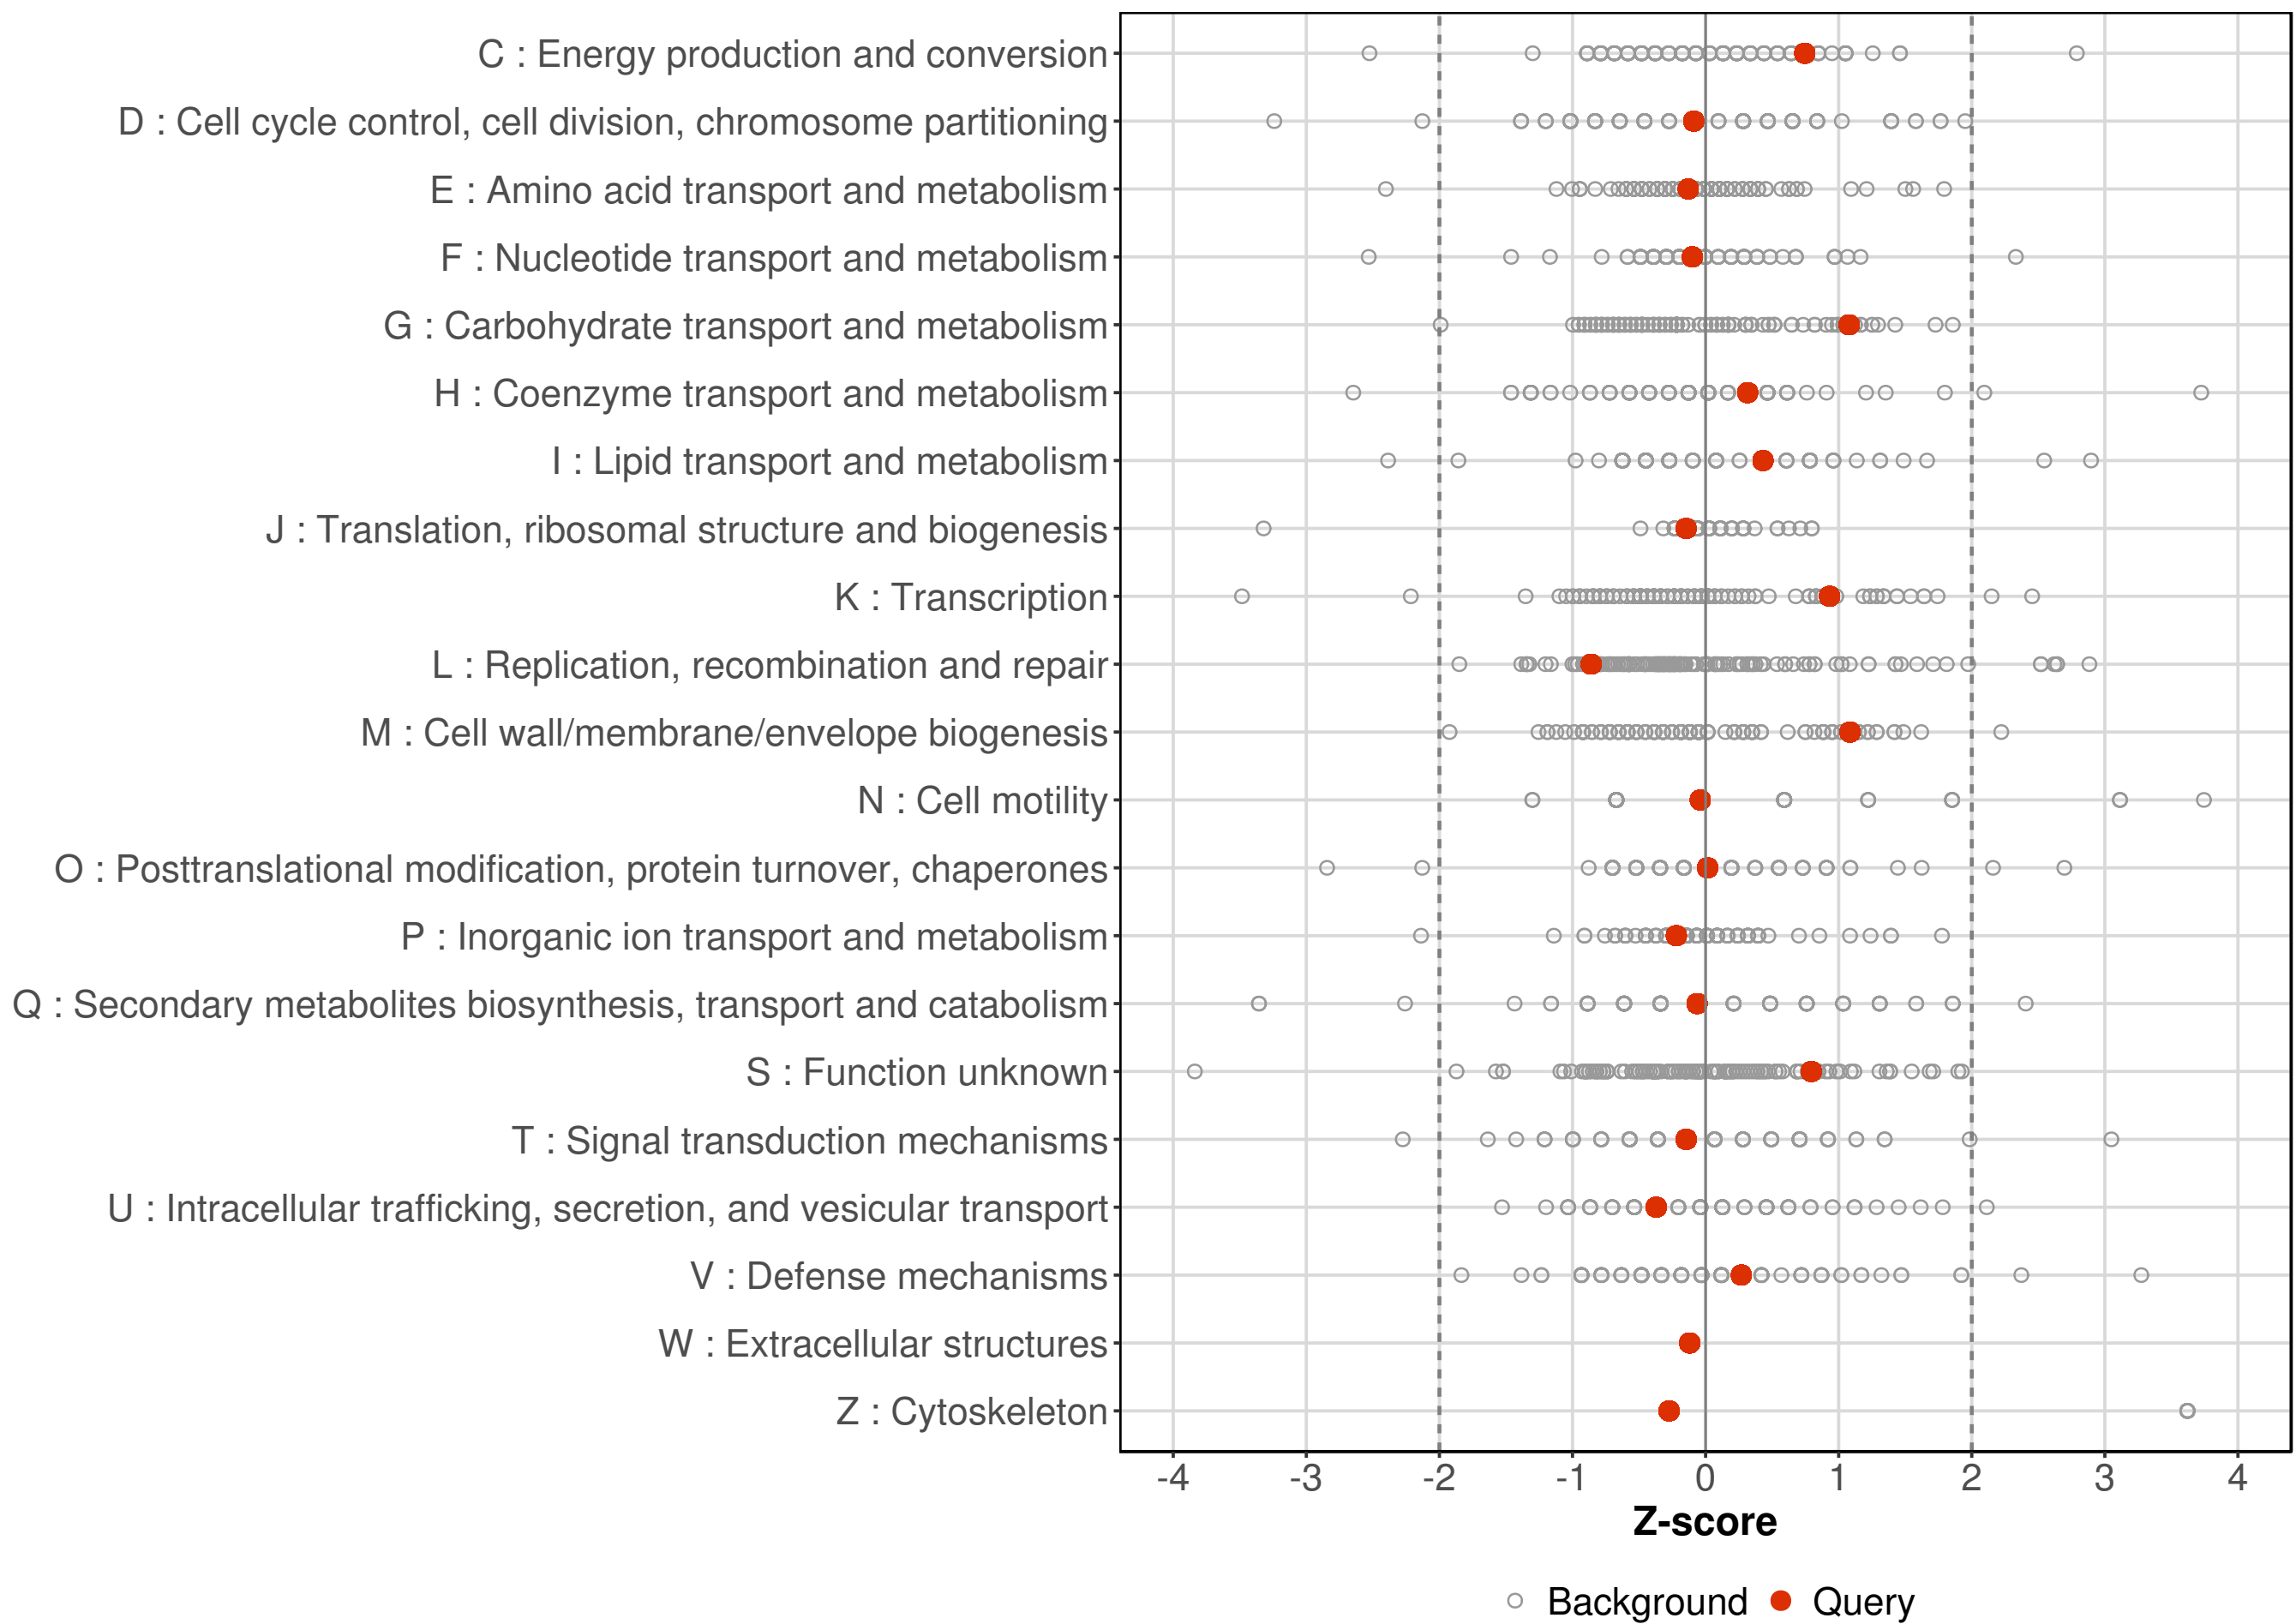 C : Energy production and conversion
D : Cell cycle control, cell division, chromosome partitioning
E : Amino acid transport and metabolism
F : Nucleotide transport and metabolism
G : Carbohydrate transport and metabolism
H : Coenzyme transport and metabolism
I : Lipid transport and metabolism
J : Translation, ribosomal structure and biogenesis
K : Transcription
L : Replication, recombination and repair
M : Cell wall/membrane/envelope biogenesis
N : Cell motility
O : Posttranslational modification, protein turnover, chaperones
P : Inorganic ion transport and metabolism
Q : Secondary metabolites biosynthesis, transport and catabolism
S : Function unknown
T : Signal transduction mechanisms
U : Intracellular trafficking, secretion, and vesicular transport
V : Defense mechanisms
W : Extracellular structures
Z : Cytoskeleton
-4 -3 -2 -1 0 1 2 3 4
Z-score
Background Query